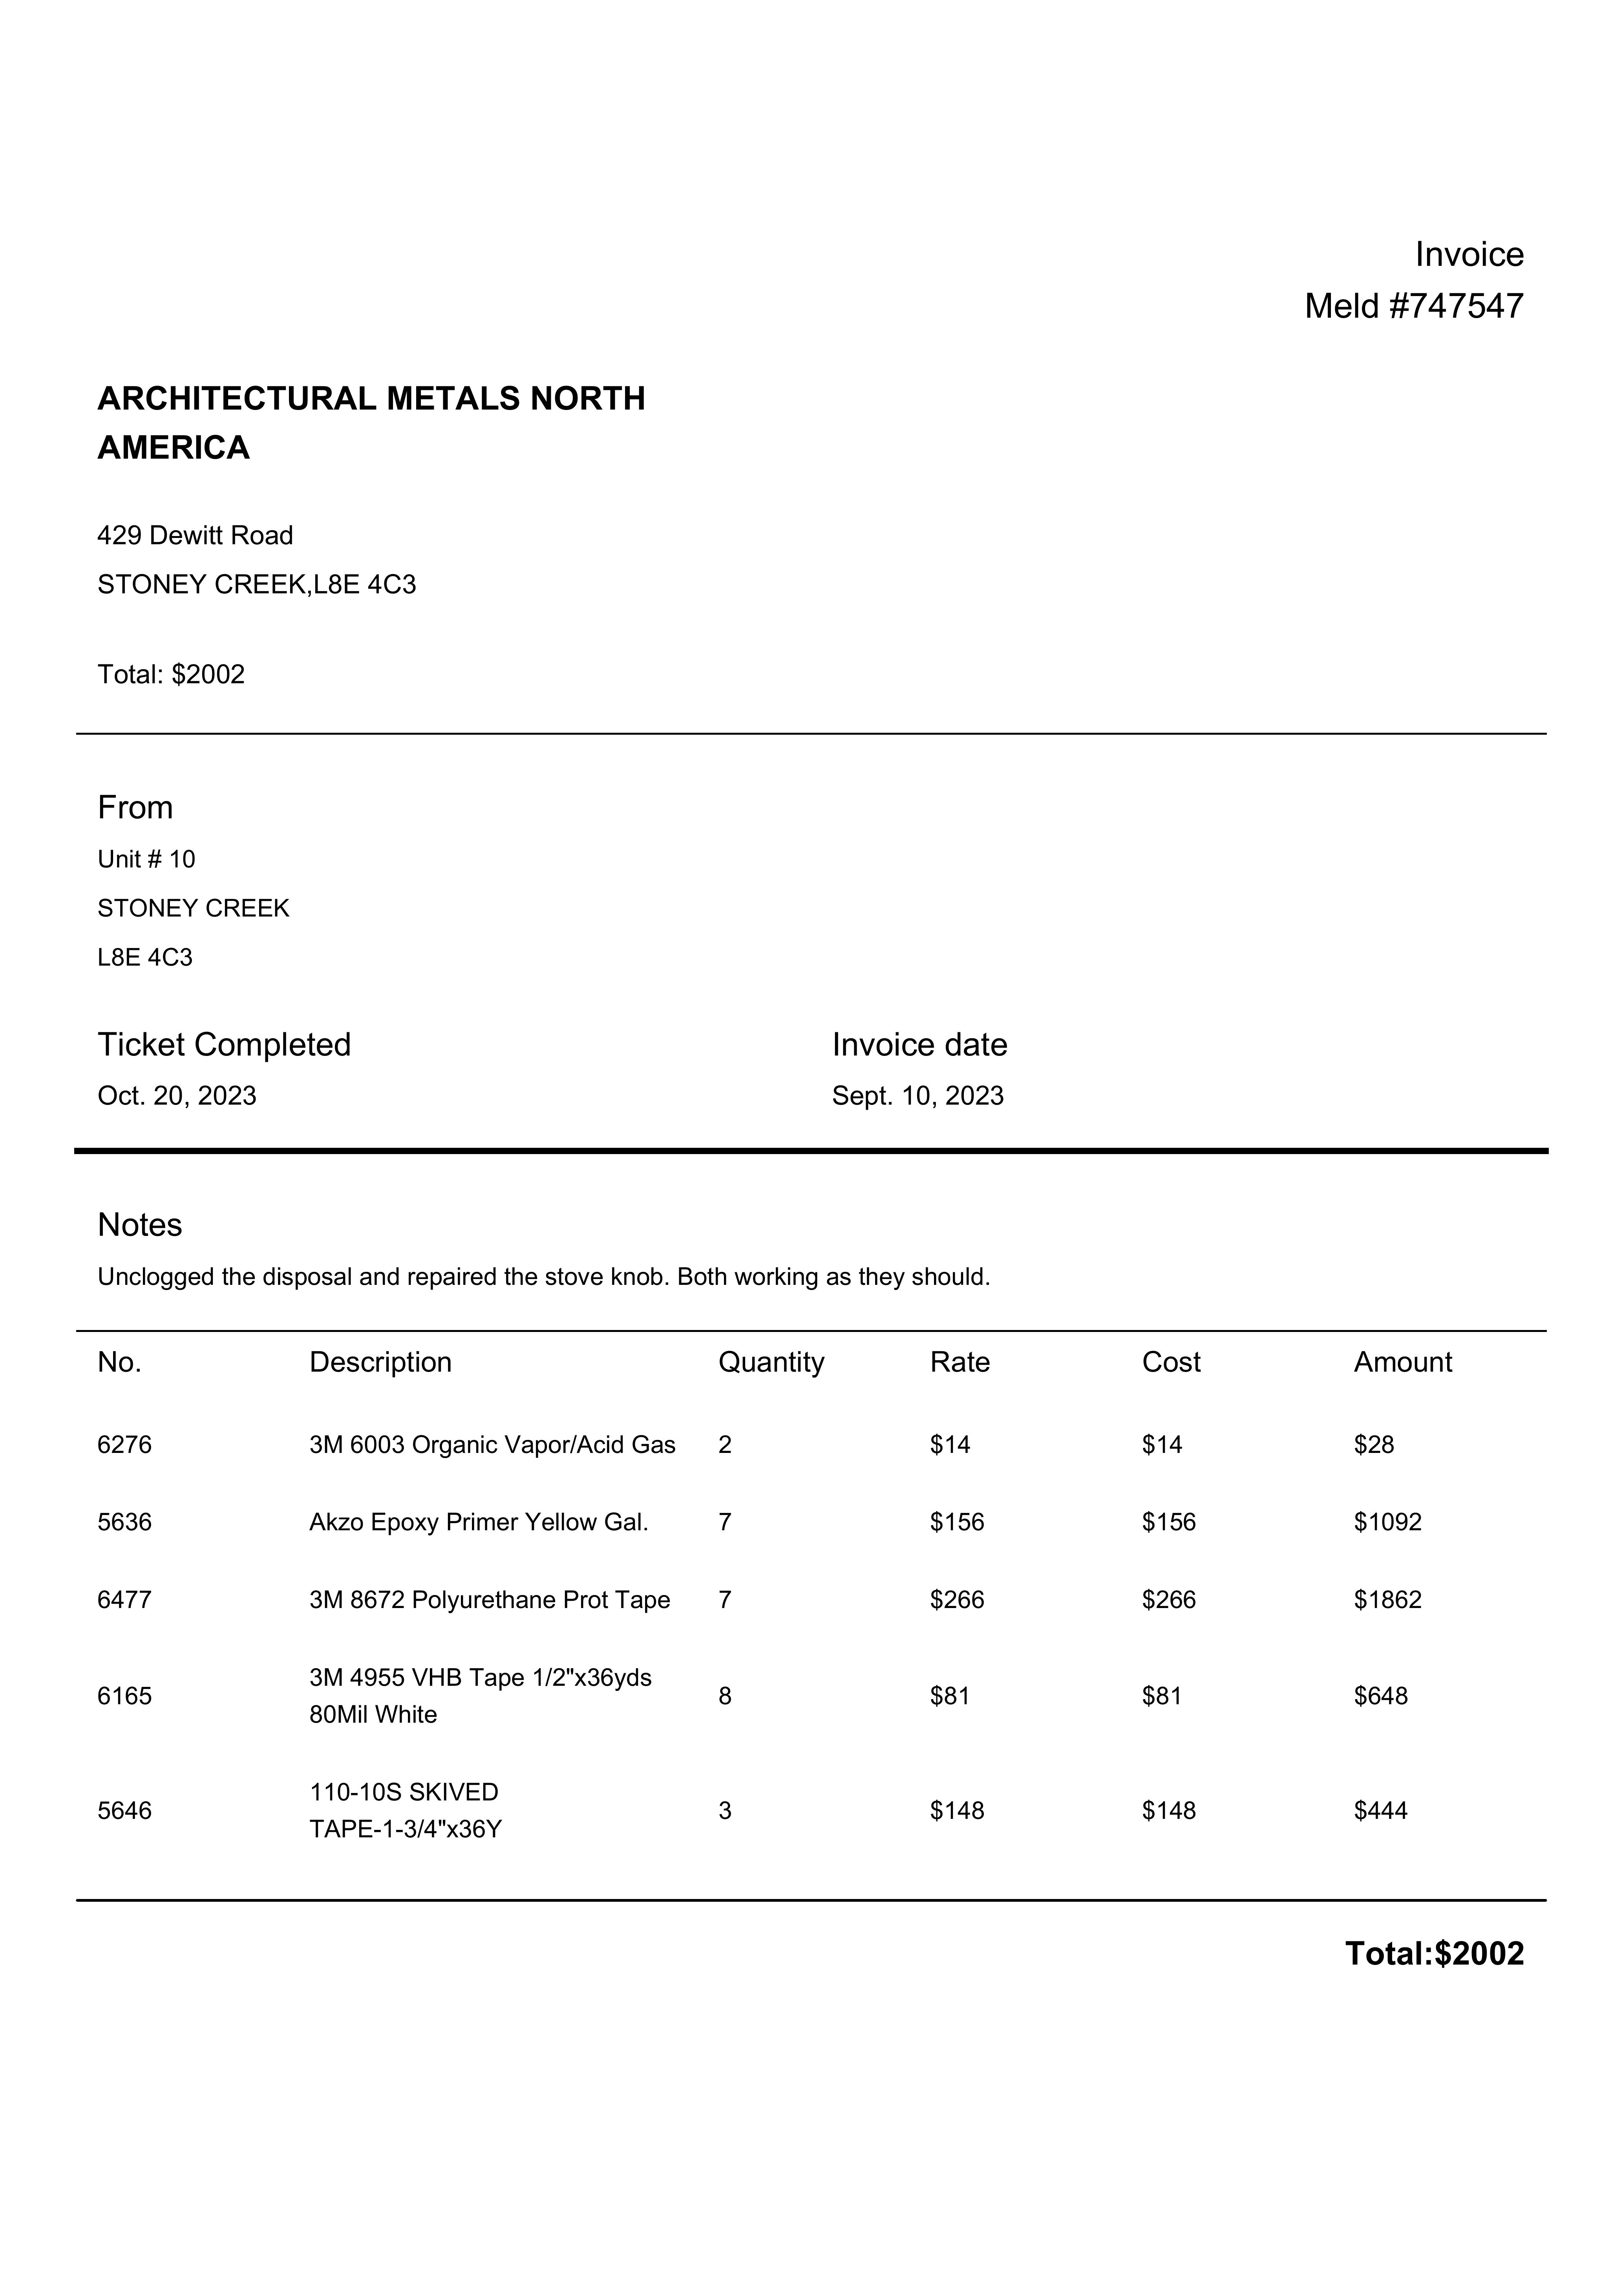 Invoice
Meld #747547
ARCHITECTURAL METALS NORTH
AMERICA
429 Dewitt Road
STONEY CREEK,L8E 4C3
Total: $2002
From
Unit # 10
STONEY CREEK
L8E 4C3
Ticket Completed Invoice date
Oct. 20, 2023 Sept. 10, 2023
Notes
Unclogged the disposal and repaired the stove knob. Both working as they should.
No. Description Quantity Rate Cost Amount
6276 3M 6003 Organic Vapor/Acid Gas 2 $14 $14 $28
5636 Akzo Epoxy Primer Yellow Gal. 7 $156 $156 $1092
6477 3M 8672 Polyurethane Prot Tape 7 $266 $266 $1862
6165 3M 4955 VHB Tape 1/2"x36yds 8 $81 $81 $648
80Mil White
5646 110-10S SKIVED 3 $148 $148 $444
TAPE-1-3/4"x36Y
Total:$2002